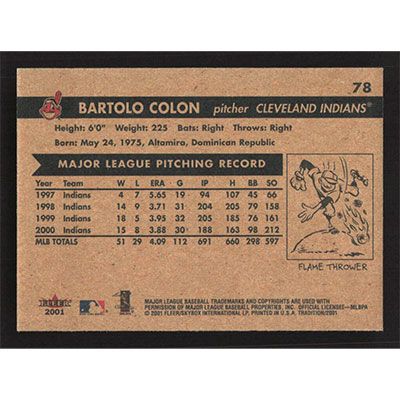 78
BARTOLO COLON pitcher CLEVELAND INDIANS®
Height: 6'0" Weight: 225 Bats: Right Throws: Right
Born: May 24, 1975, Altamira, Dominican Republic
MAJOR LEAGUE PITCHING RECORD
Year Team W L ERA G IP H BB SO
1997 Indians 4 7 5.65 19 94 107 45 66
1998 Indians 14 9 3.71 31 204 205 79 158
1999 Indians 18 5 3.95 32 205 185 76 161
2000 Indians 15 8 3.88 30 188 163 98 212
MLB TOTALS 51 29 4.09 112 691 660 298 597
FLAME THROWER
FLEER
2001
MAJOR LEAGUE BASEBALL TRADEMARKS AND COPYRIGHTS ARE USED WITH
PERMISSION OF MAJOR LEAGUE BASEBALL PROPERTIES, INC. OFFICIAL LICENSEE—MLBPA
© 2001 FLEER/SKYBOX INTERNATIONAL LP. PRINTED IN U.S.A. TRADITION/2001